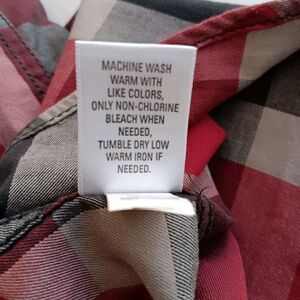 MACHINE WASH
WARM WITH
LIKE COLORS,
ONLY NON-CHLORINE
BLEACH WHEN
NEEDED,
TUMBLE DRY LOW
WARM IRON IF
NEEDED.